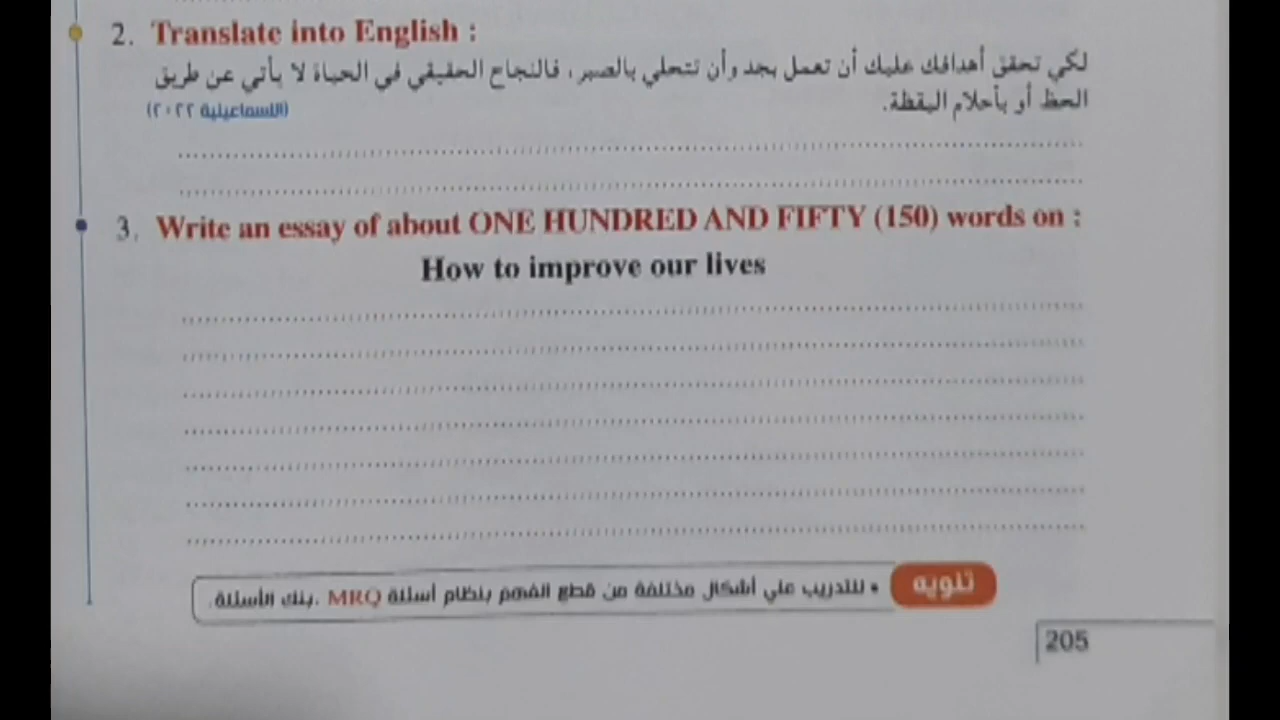 2. Translate into English :
لكي تحقق أهدافك عليك أن تعمل بجد وأن تتحلي بالصبر، فالنجاح الحقيقي في الحياة لا يأتي عن طريق
الحظ أو بأحلام اليقظة.
(الإسماعيلية ٢٠٢٢)
3. Write an essay of about ONE HUNDRED AND FIFTY (150) words on :
How to improve our lives
تنويه
• للتدريب علي أشكال مختلفة من قطع الفهم بنظام أسئلة MRQ .بنك الأسئلة.
205